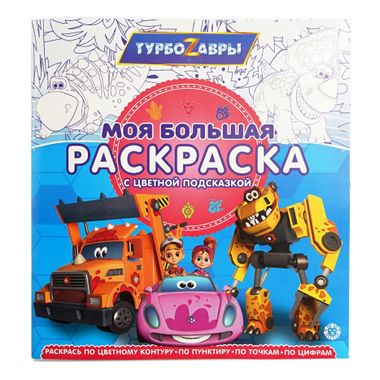 ТУРБОZАВРЫ
МОЯ БОЛЬШАЯ
РАСКРАСКА
С ЦВЕТНОЙ ПОДСКАЗКОЙ
РАСКРАСЬ ПО ЦВЕТНОМУ КОНТУРУ • ПО ПУНКТИРУ • ПО ТОЧКАМ • ПО ЦИФРАМ